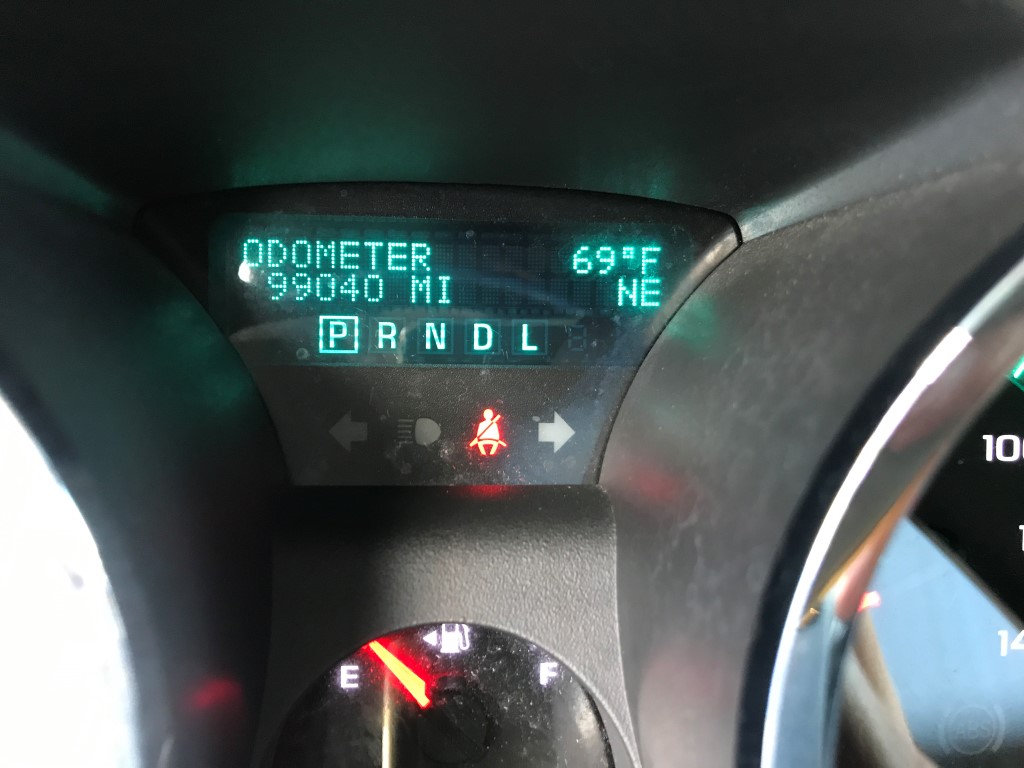 ODOMETER 69°F
99040 MI NE
P R N D L
E F